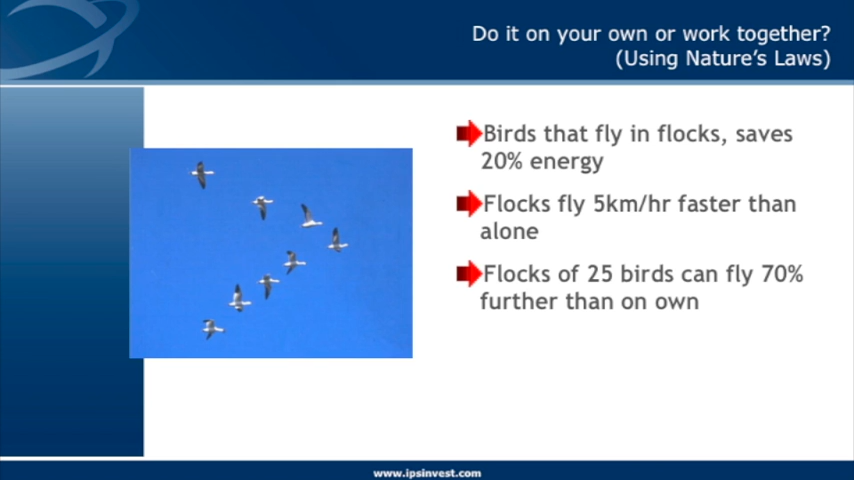 Do it on your own or work together?
(Using Nature's Laws)
Birds that fly in flocks, saves
20% energy
Flocks fly 5km/hr faster than
alone
Flocks of 25 birds can fly 70%
further than on own
www.ipsinvest.com